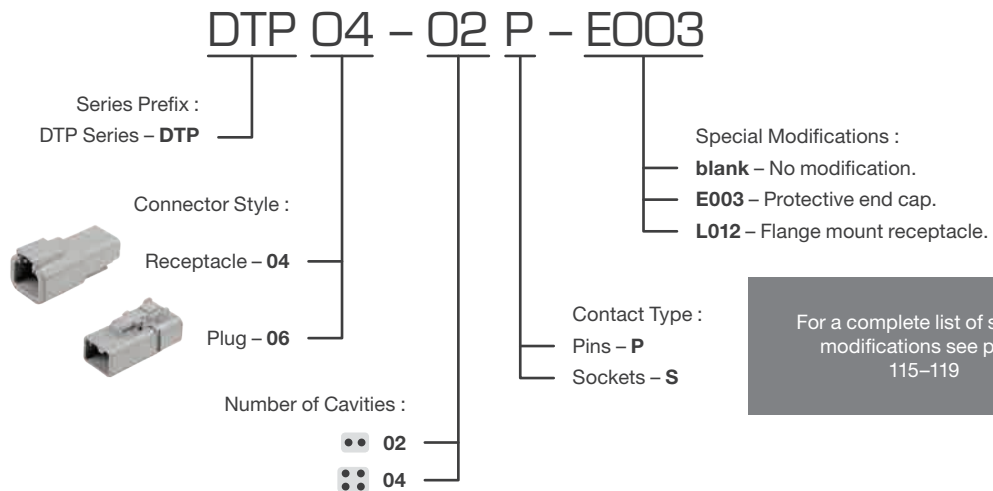 DTP 04 – 02 P – E003
Series Prefix :
DTP Series – DTP
Connector Style :
Receptacle – 04
Plug – 06
Number of Cavities :
02
04
Contact Type :
Pins – P
Sockets – S
Special Modifications :
blank – No modification.
E003 – Protective end cap.
L012 – Flange mount receptacle.
For a complete list of
modifications see
115–119